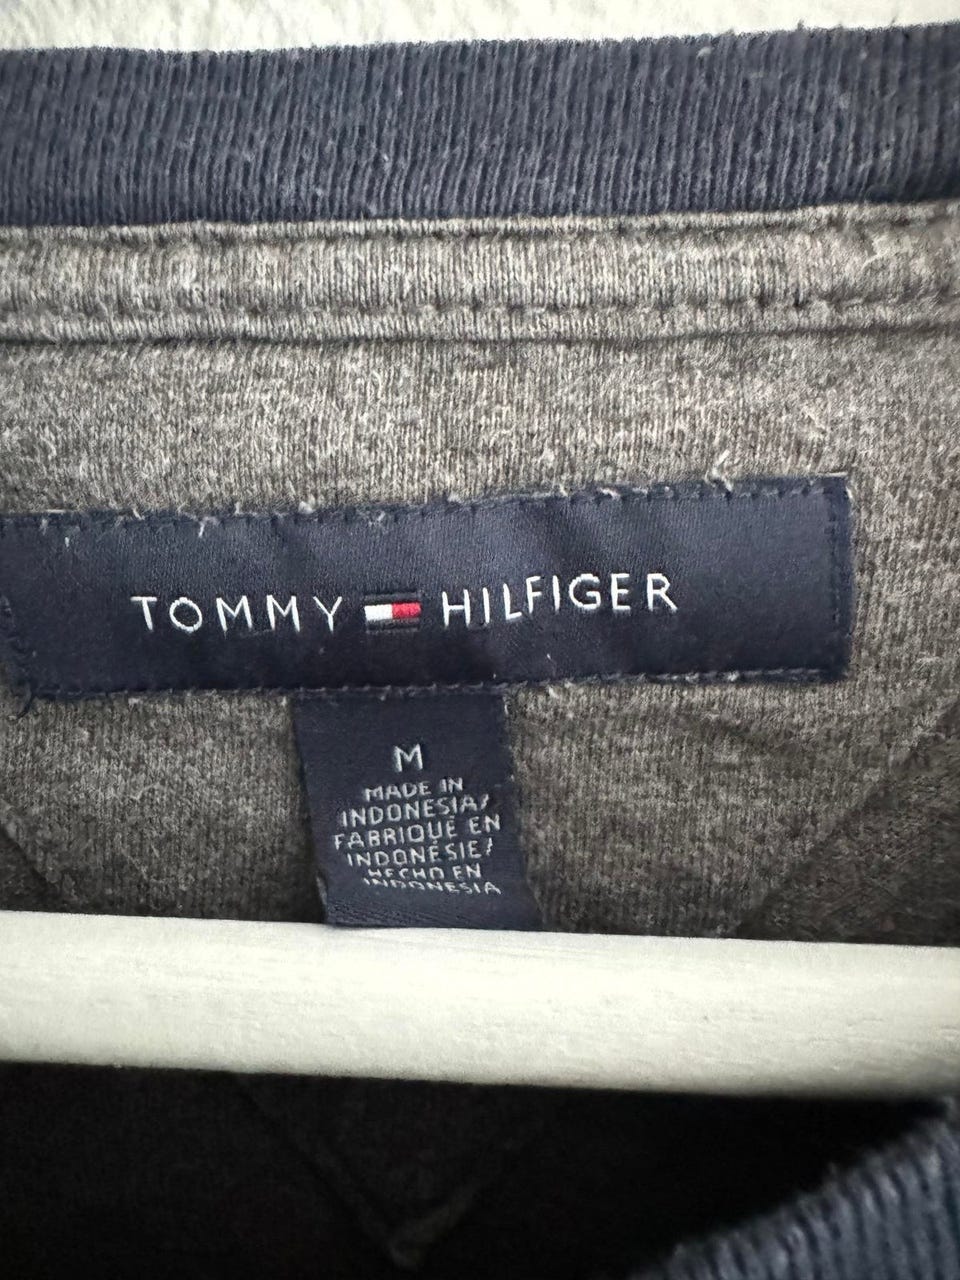 TOMMY HILFIGER
M
MADE IN
INDONESIA/
FABRIQUÉ EN
INDONÉSIE/
HECHO EN
INDONESIA